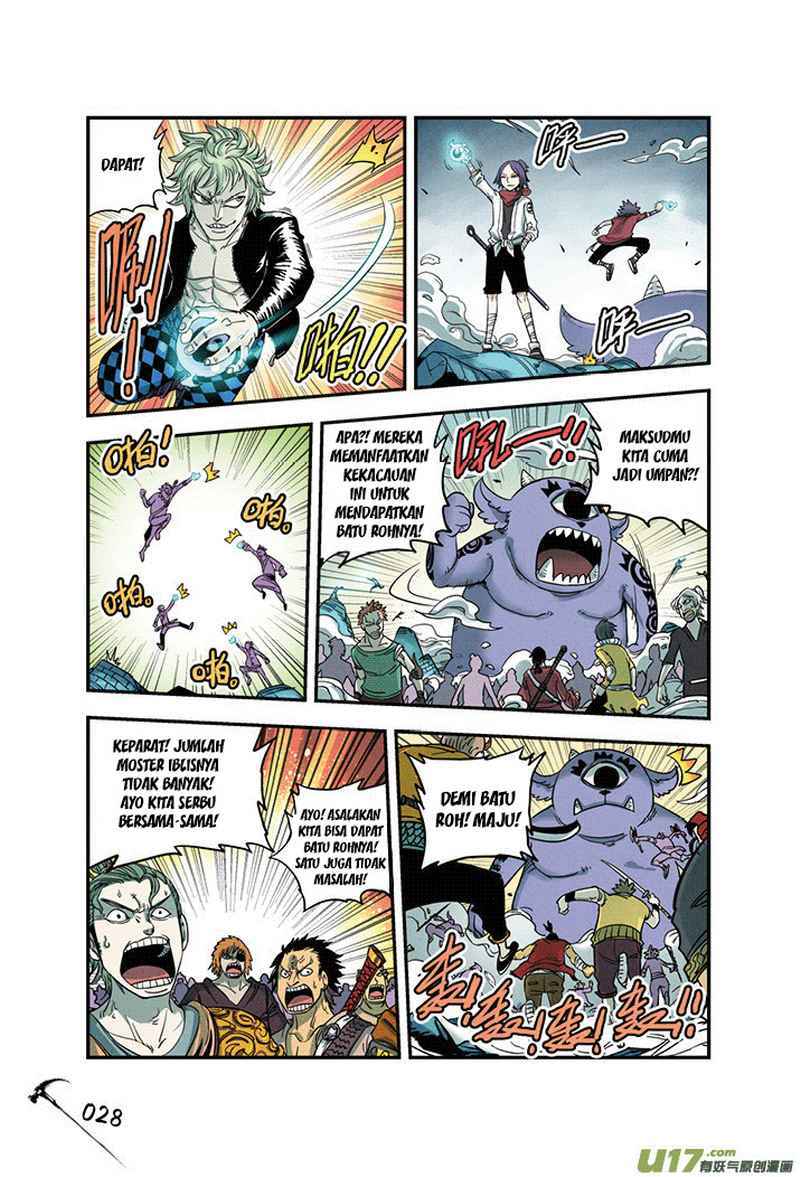 DAPAT!
唰!
啪!!
呼—
呼—
啪!
啪。
啪。
啪。
APA?! MEREKA
MEMANFAATKAN
KEKACAUAN
INI UNTUK
MENDAPATKAN
BATU ROHNYA!
吼—!!
MAKSUDMU
KITA CUMA
JADI UMPAN?!
KEPARAT! JUMLAH
MOSTER IBLISNYA
TIDAK BANYAK!
AYO KITA SERBU
BERSAMA-SAMA!
AYO! ASALAKAN
KITA BISA DAPAT
BATU ROHNYA!
SATU JUGA TIDAK
MASALAH!
DEMI BATU
ROH! MAJU!
轰!轰!轰!轰!!
028
U17.com
有妖气原创漫画